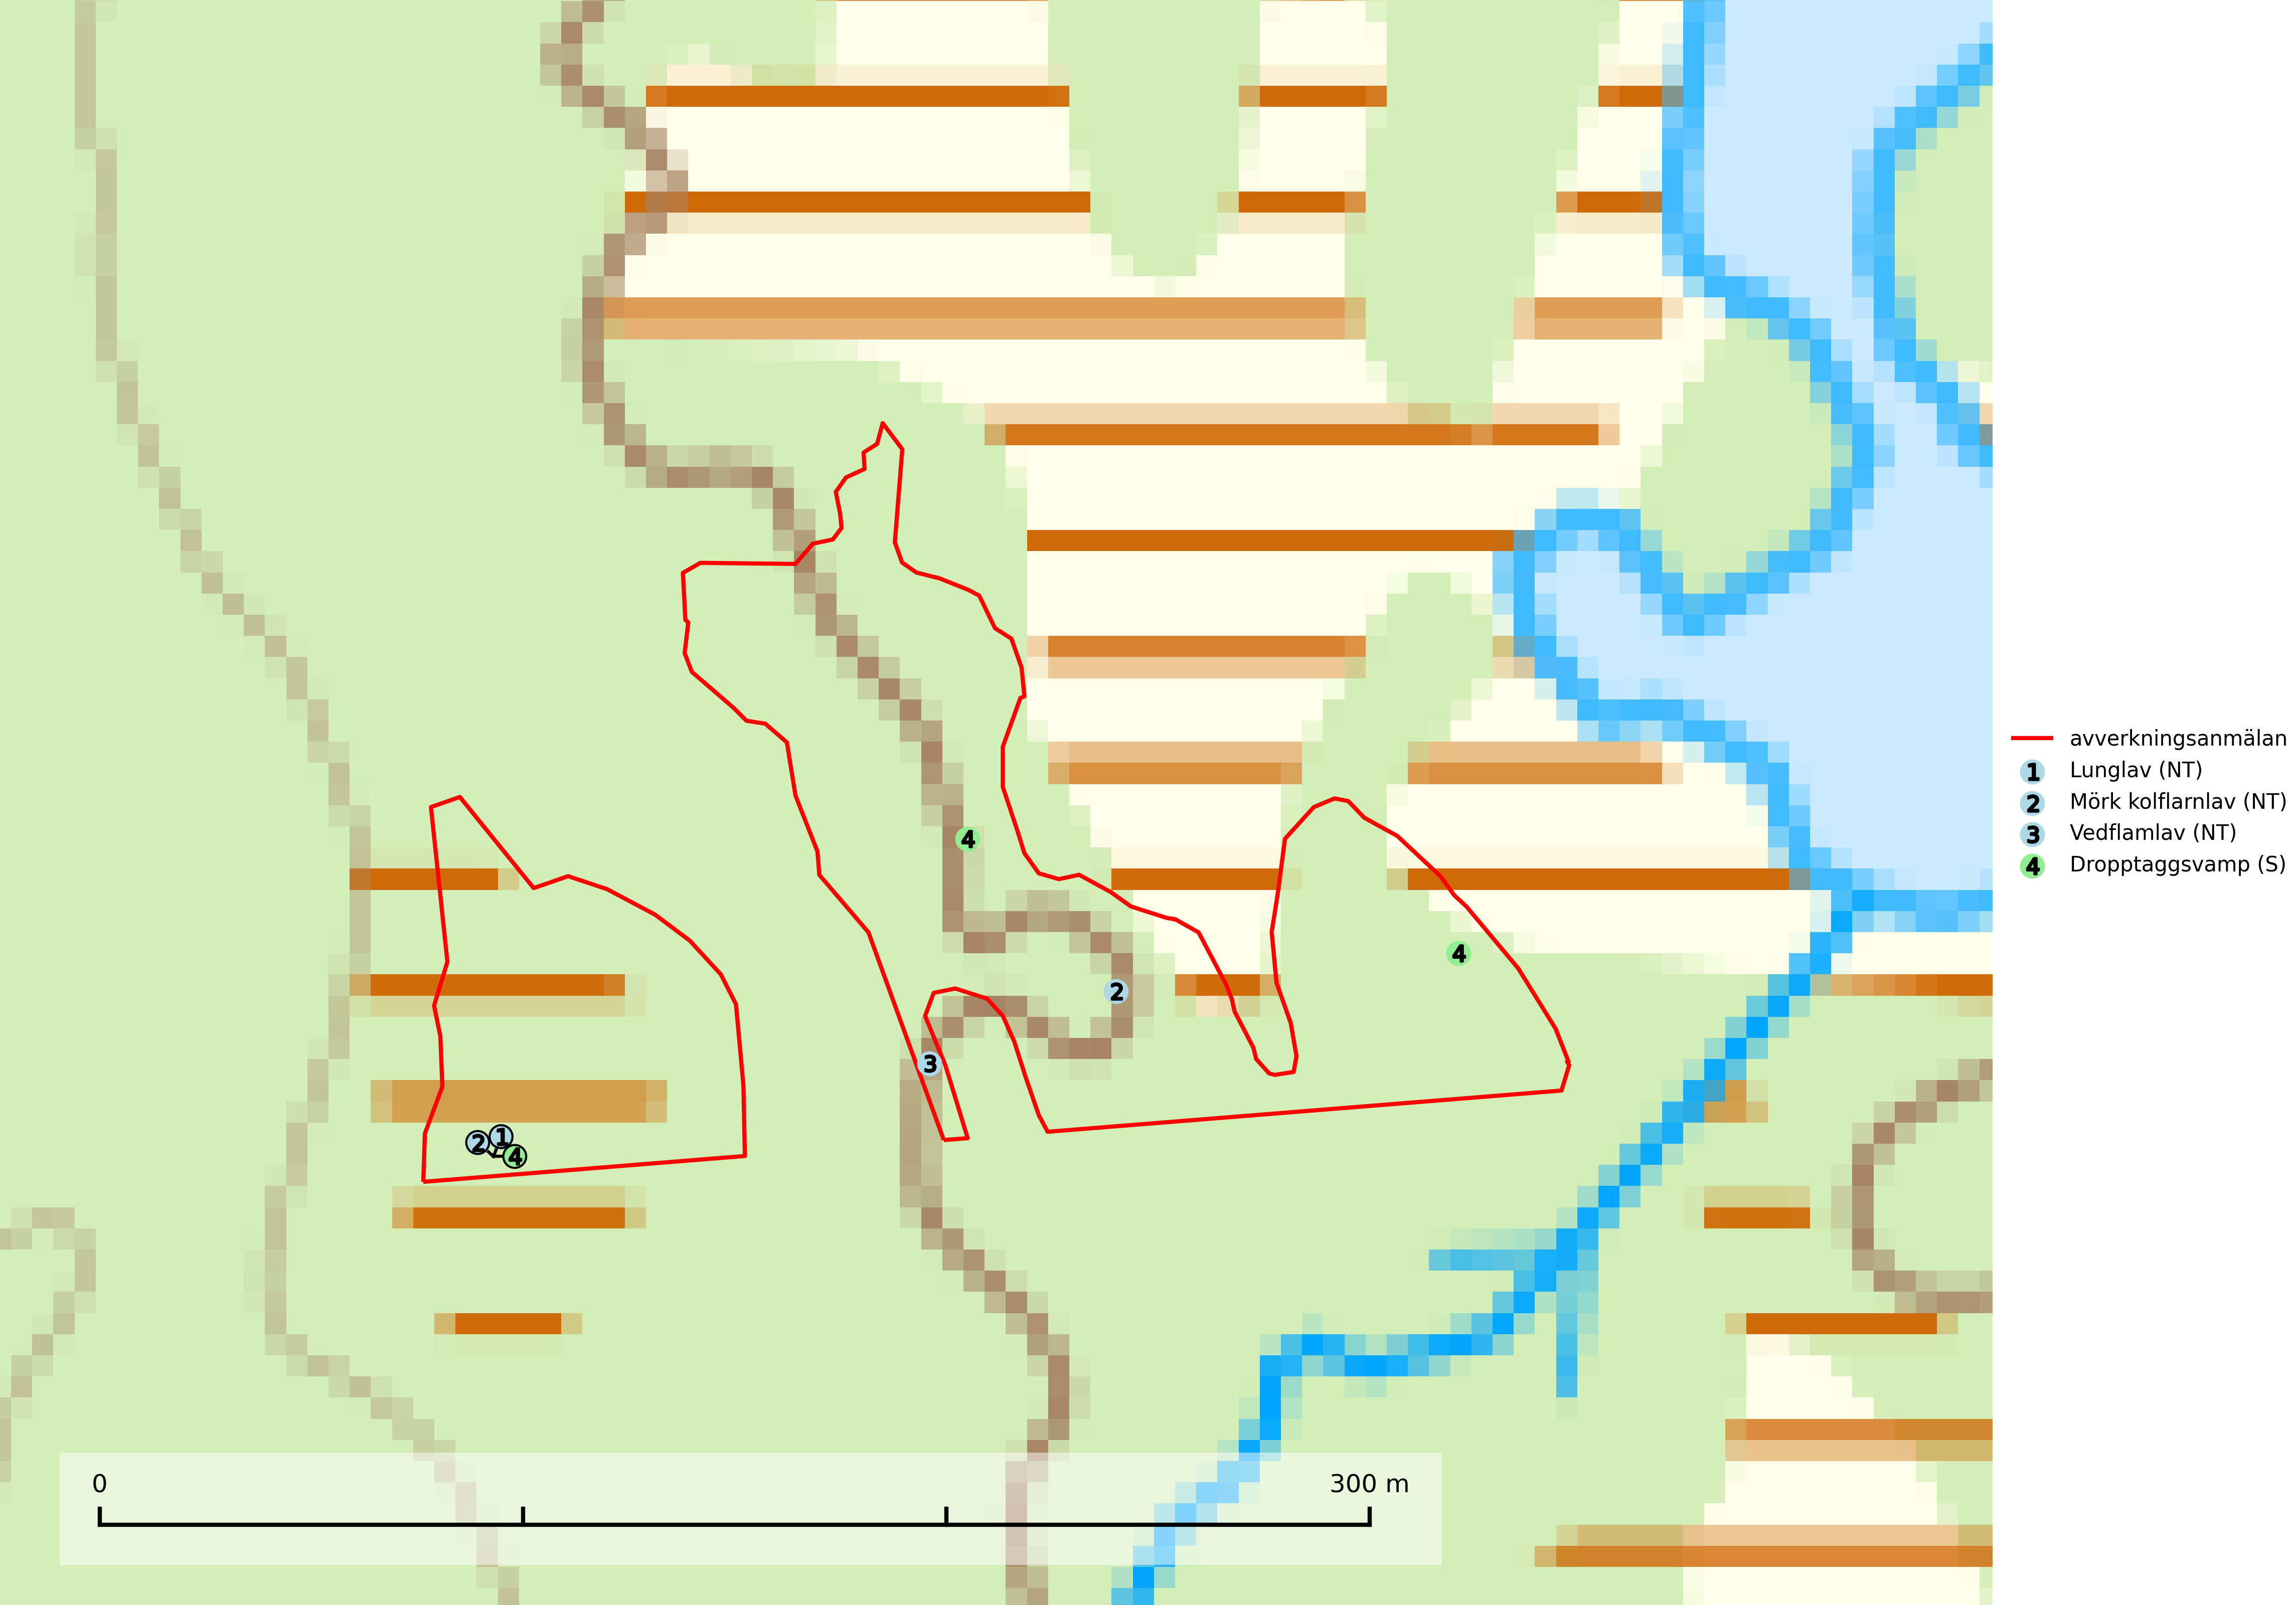 4
4
2
3
2
1
4
0
300 m
avverkningsanmälan
1 Lunglav (NT)
2 Mörk kolflarnlav (NT)
3 Vedflamlav (NT)
4 Dropptaggsvamp (S)